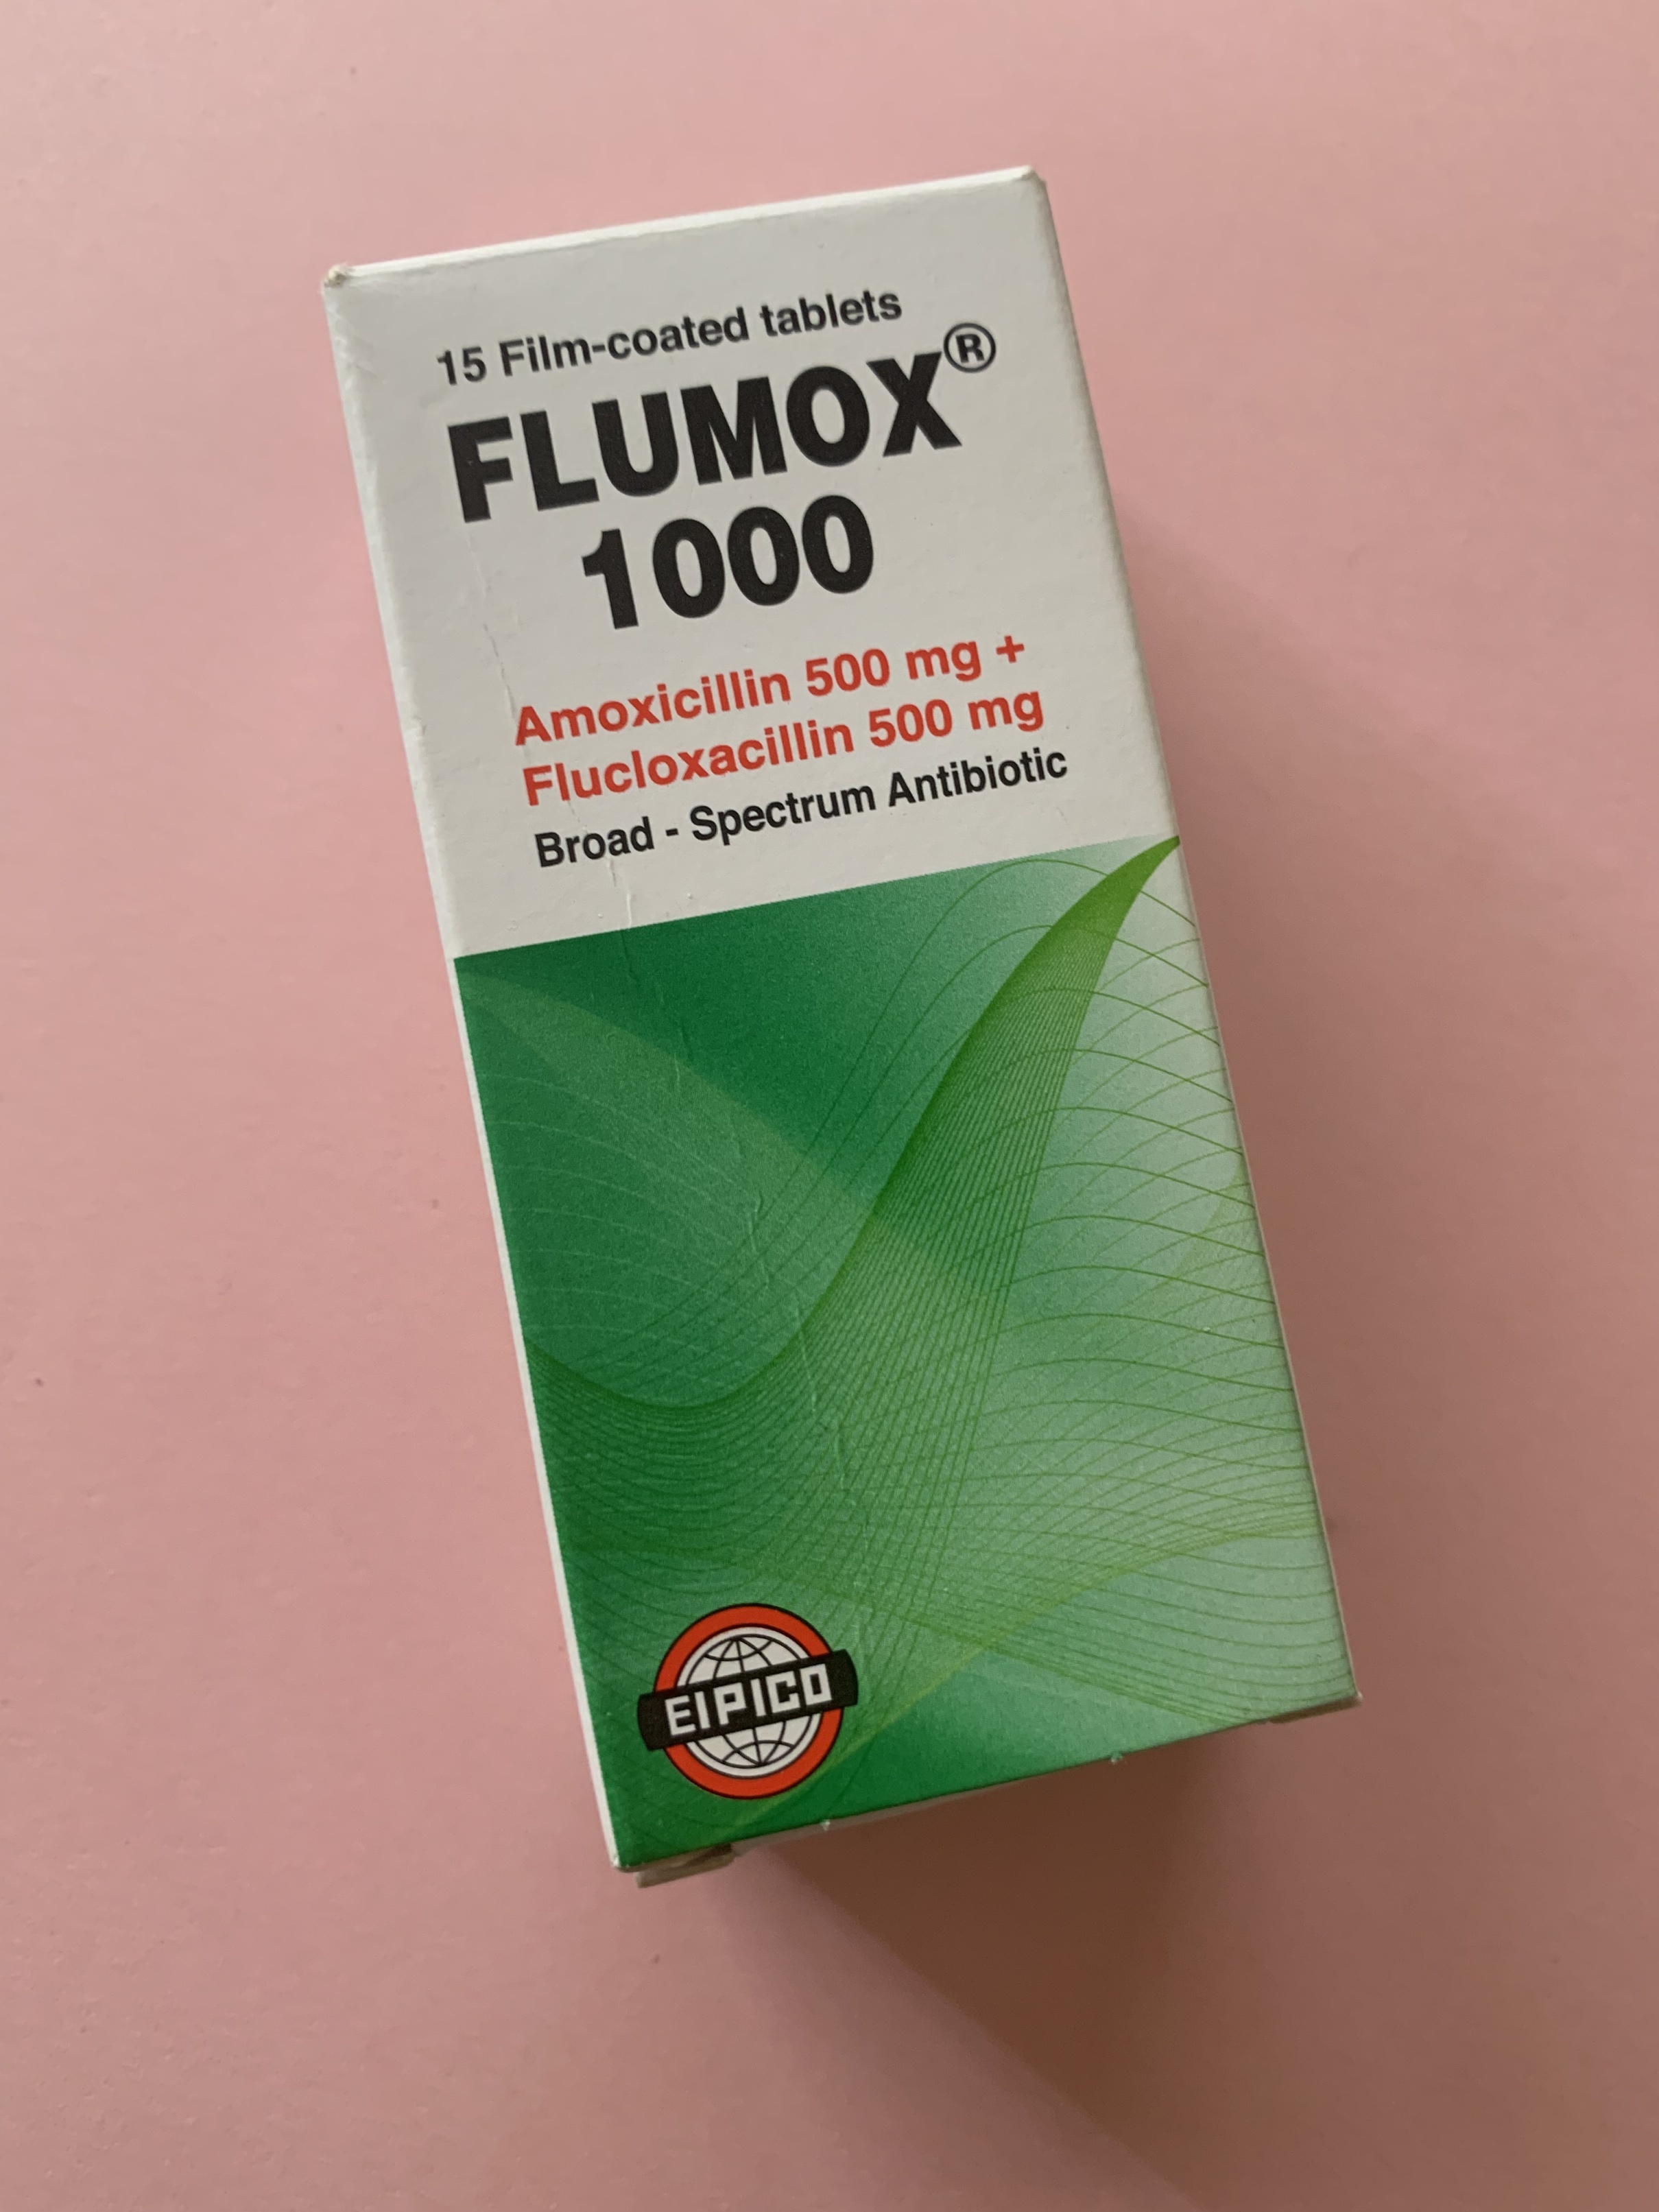 15 Film-coated tablets
FLUMOX®
1000
Amoxicillin 500 mg +
Flucloxacillin 500 mg
Broad - Spectrum Antibiotic
EIPICO